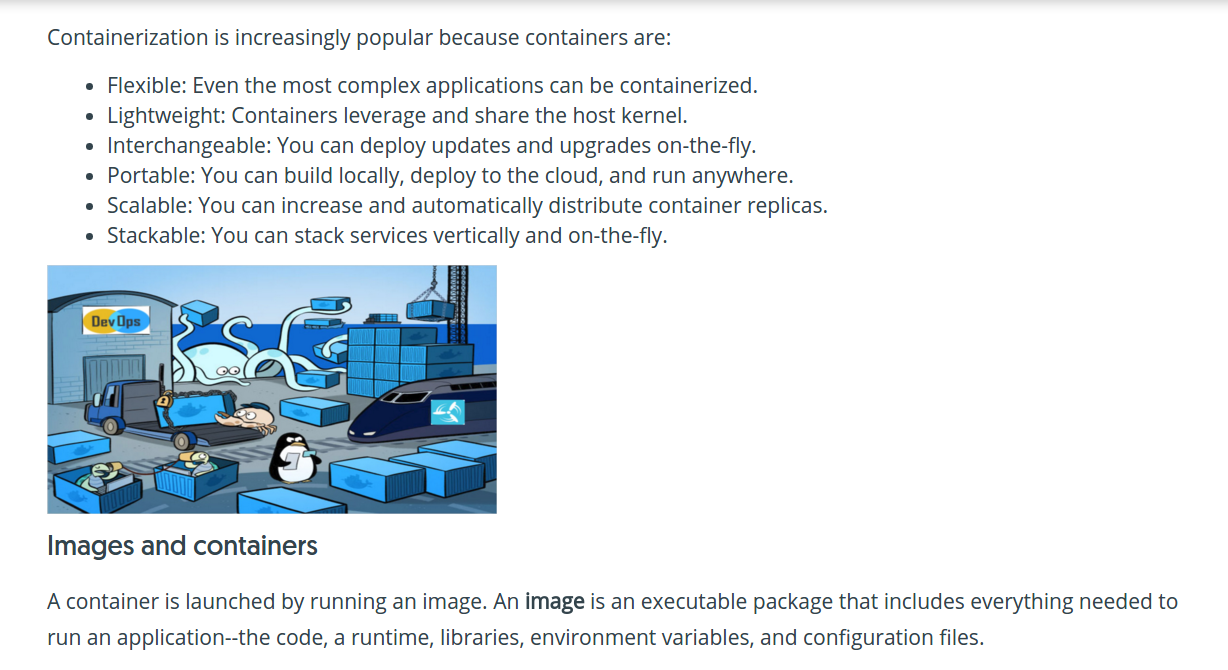 Containerization is increasingly popular because containers are:
• Flexible: Even the most complex applications can be containerized.
• Lightweight: Containers leverage and share the host kernel.
• Interchangeable: You can deploy updates and upgrades on-the-fly.
• Portable: You can build locally, deploy to the cloud, and run anywhere.
• Scalable: You can increase and automatically distribute container replicas.
• Stackable: You can stack services vertically and on-the-fly.
DevOps
Images and containers
A container is launched by running an image. An image is an executable package that includes everything needed to
run an application--the code, a runtime, libraries, environment variables, and configuration files.